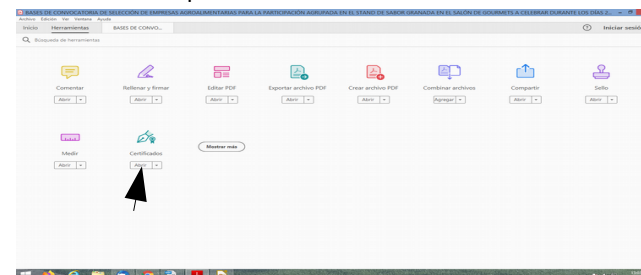 BASES DE CONVOCATORIA DE SELECCIÓN DE EMPRESAS AGROALIMENTARIAS PARA LA PARTICIPACIÓN AGRUPADA EN EL ESTAND DE SABOR GRANADA EN EL SALÓN DE GOURMETS A CELEBRAR DURANTE LOS DÍAS 2...
Archivo Edición Ver Ventana Ayuda
Inicio Herramientas BASES DE CONVO... Iniciar sesió
Búsqueda de herramientas
Comentar Rellenar y firmar Editar PDF Exportar archivo PDF Crear archivo PDF Combinar archivos Compartir Sello
Abrir Abrir Abrir Abrir Abrir Agregar Abrir Abrir
Mostrar más
Medir Certificados
Abrir Abrir